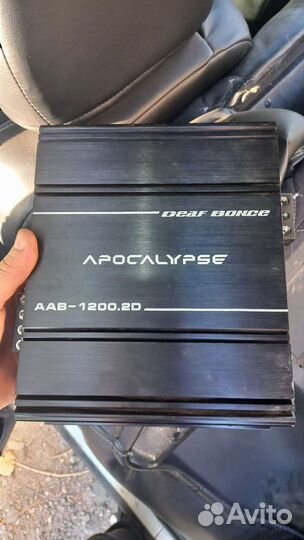 Deaf Bonce
APOCALYPSE
AAB-1200.2D
Avito